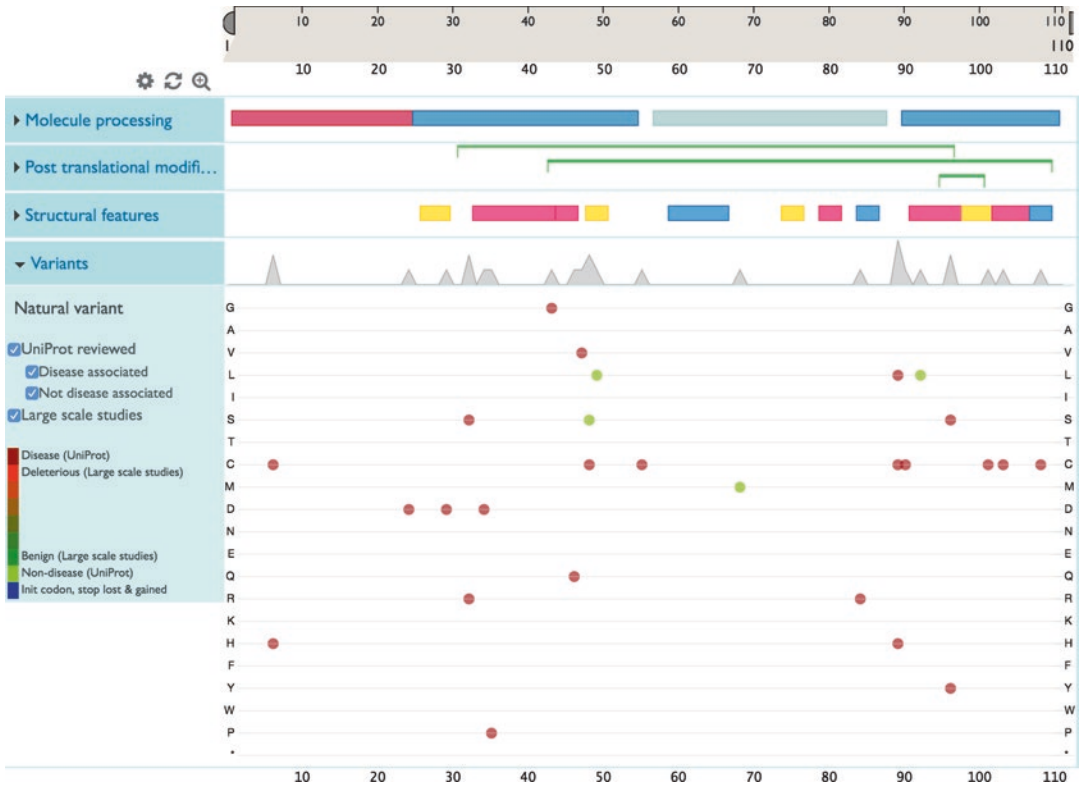 10 20 30 40 50 60 70 80 90 100 110
1 110
10 20 30 40 50 60 70 80 90 100 110
Molecule processing
Post translational modifi...
Structural features
Variants
Natural variant
UniProt reviewed
Disease associated
Not disease associated
Large scale studies
Disease (UniProt)
Deleterious (Large scale studies)
Benign (Large scale studies)
Non-disease (UniProt)
Init codon, stop lost & gained
G G
A A
V V
L L
I I
S S
T T
C C
M M
D D
N N
E E
Q Q
R R
K K
H H
F F
Y Y
W W
P P
* *
10 20 30 40 50 60 70 80 90 100 110